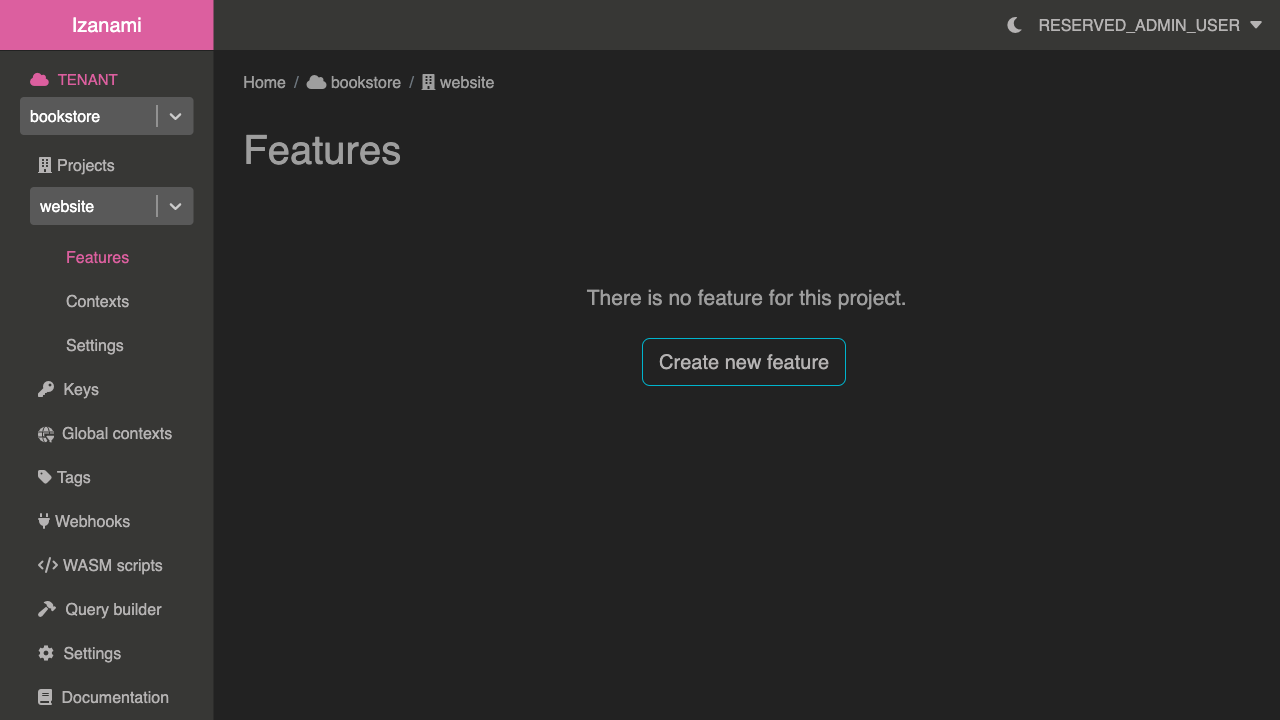 Izanami
RESERVED_ADMIN_USER
TENANT
bookstore
Projects
website
Features
Contexts
Settings
Keys
Global contexts
Tags
Webhooks
WASM scripts
Query builder
Settings
Documentation
Home / bookstore / website
Features
There is no feature for this project.
Create new feature